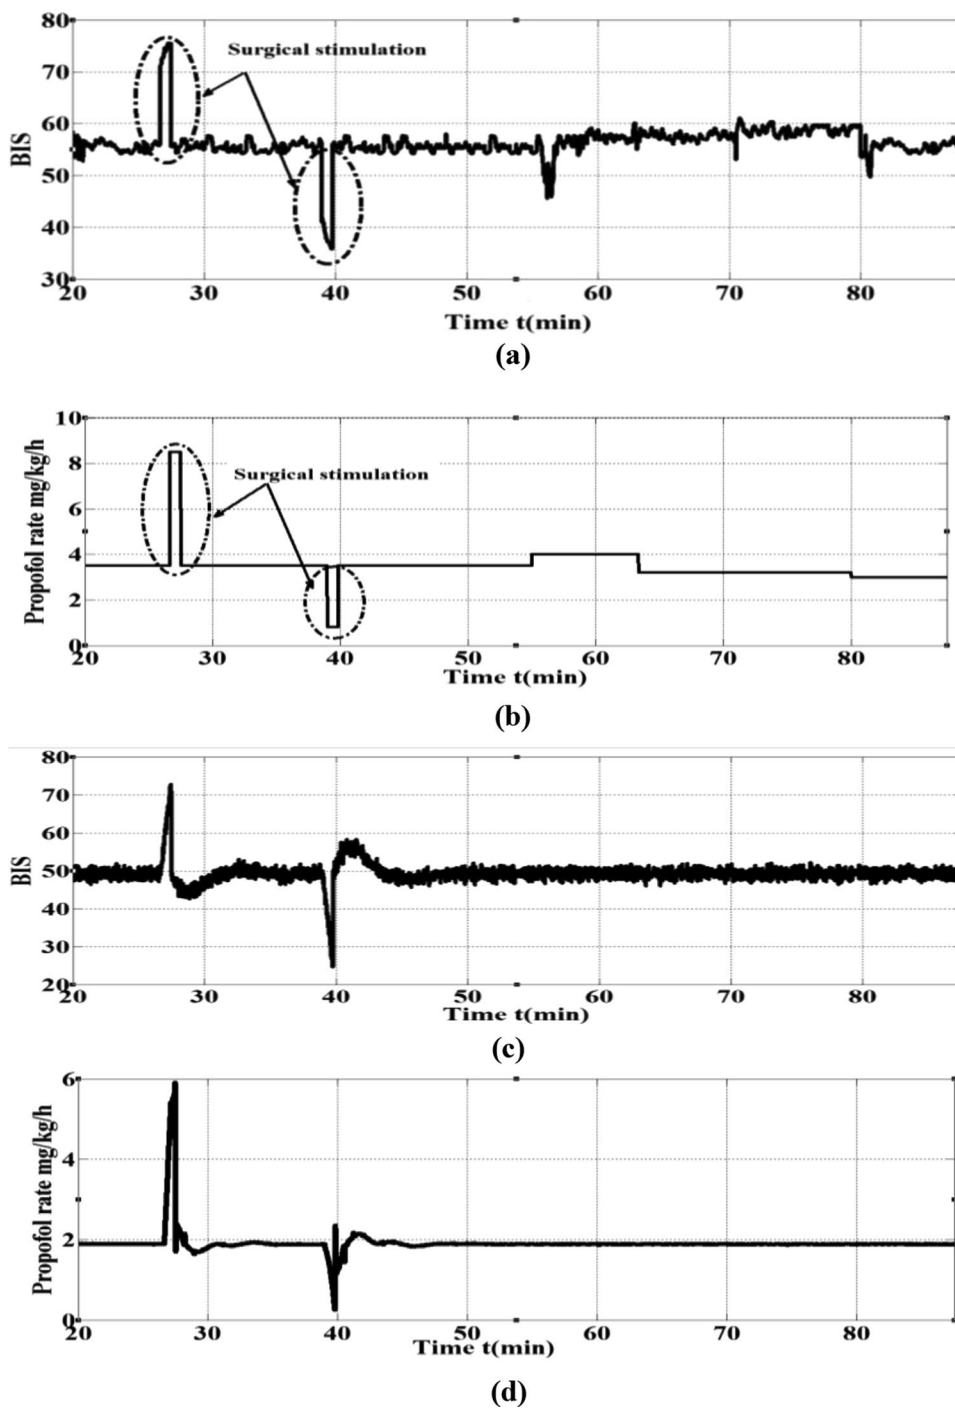 80
70
Surgical stimulation
60
BIS
50
40
30
20 30 40 50 60 70 80
Time t(min)
(a)
10
8
Surgical stimulation
6
Propofol rate mg/kg/h
4
2
0
20 30 40 50 60 70 80
Time t(min)
(b)
80
70
60
BIS
50
40
30
20
20 30 40 50 60 70 80
Time t(min)
(c)
6
4
Propofol rate mg/kg/h
2
0
20 30 40 50 60 70 80
Time t(min)
(d)